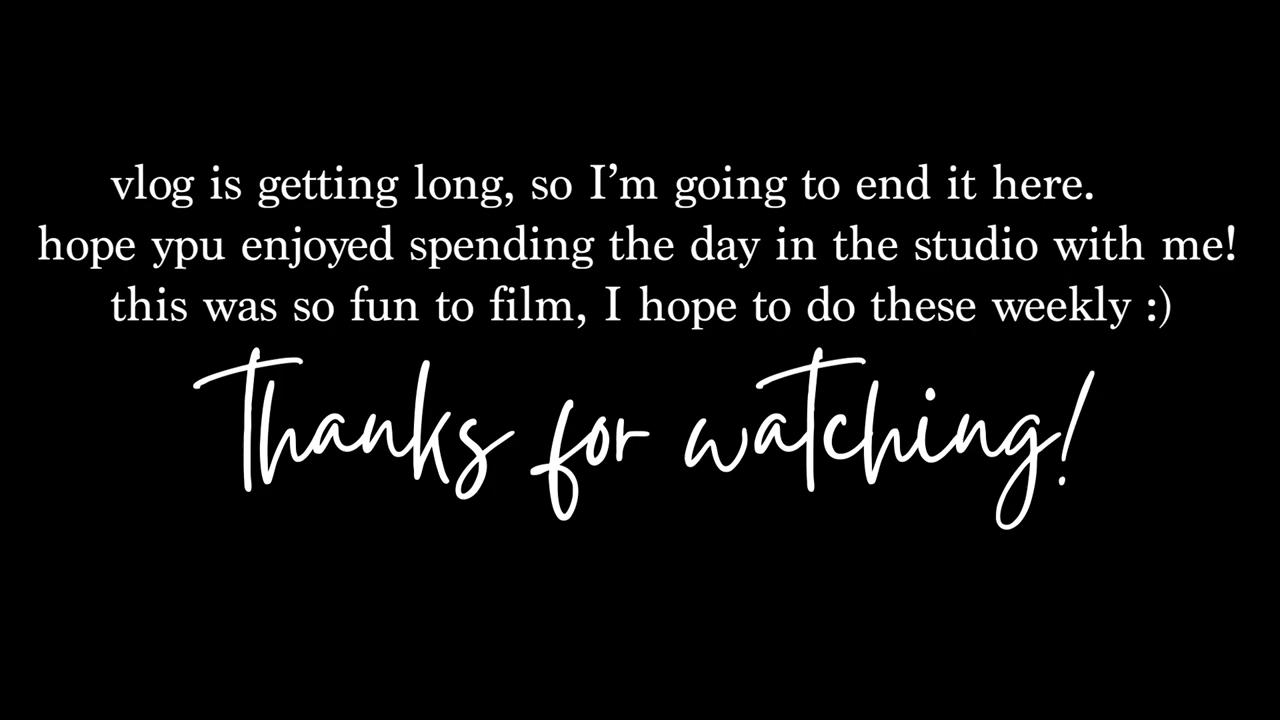 vlog is getting long, so I’m going to end it here.
hope ypu enjoyed spending the day in the studio with me!
this was so fun to film, I hope to do these weekly :)
Thanks for watching!